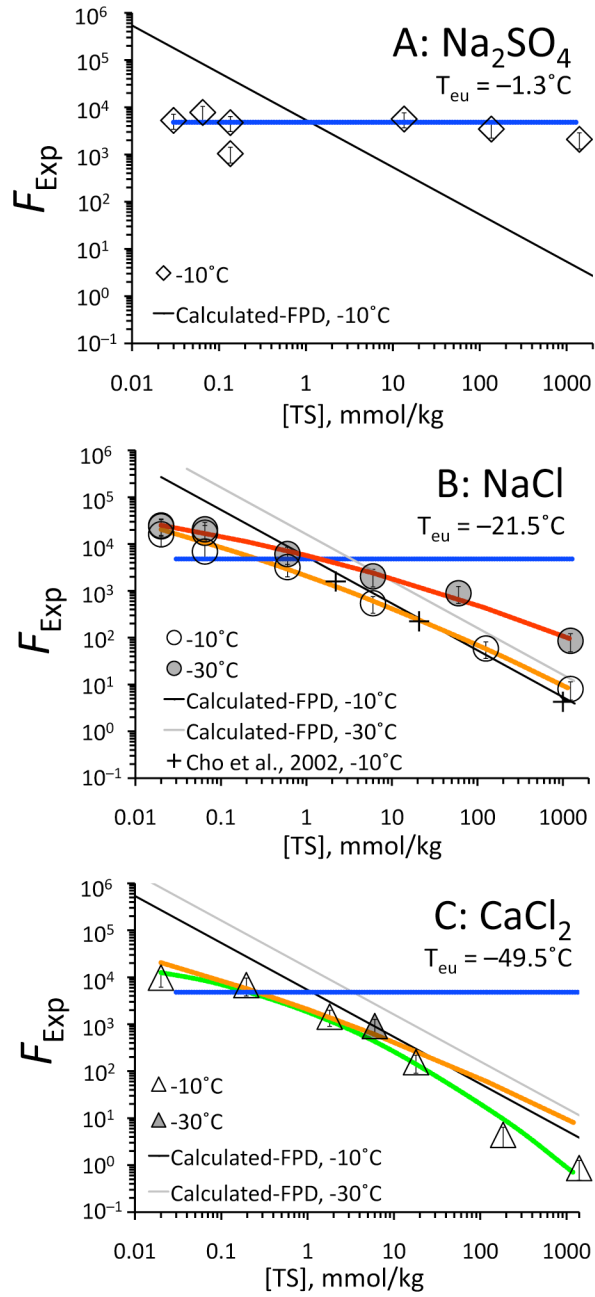 A: Na₂SO₄
Tₑᵤ = −1.3˚C
10⁶
10⁵
10⁴
10³
10²
10¹
10⁰
10⁻¹
F_Exp
-10˚C
Calculated-FPD, -10˚C
0.01 0.1 1 10 100 1000
[TS], mmol/kg
B: NaCl
Tₑᵤ = −21.5˚C
10⁶
10⁵
10⁴
10³
10²
10¹
10⁰
10⁻¹
F_Exp
-10˚C
-30˚C
Calculated-FPD, -10˚C
Calculated-FPD, -30˚C
Cho et al., 2002, -10˚C
0.01 0.1 1 10 100 1000
[TS], mmol/kg
C: CaCl₂
Tₑᵤ = −49.5˚C
10⁶
10⁵
10⁴
10³
10²
10¹
10⁰
10⁻¹
F_Exp
-10˚C
-30˚C
Calculated-FPD, -10˚C
Calculated-FPD, -30˚C
0.01 0.1 1 10 100 1000
[TS], mmol/kg